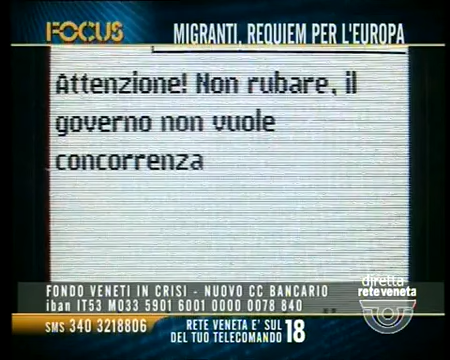 FOCUS
MIGRANTI, REQUIEM PER L'EUROPA
Attenzione! Non rubare, il
governo non vuole
concorrenza
diretta
reteveneta
FONDO VENETI IN CRISI - NUOVO CC BANCARIO
iban IT53 M033 5901 6001 0000 0078 840
SMS 340 3218806
RETE VENETA E' SUL
DEL TUO TELECOMANDO 18